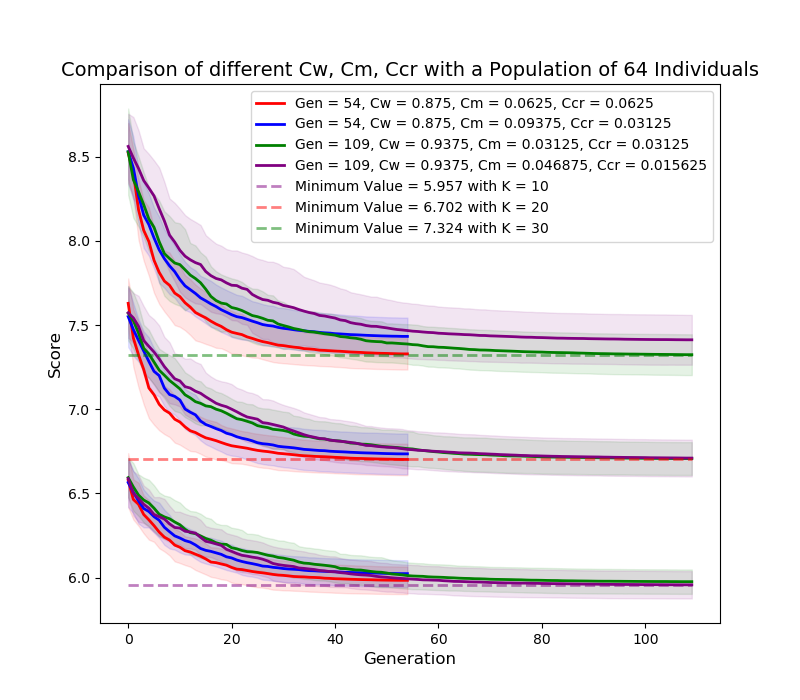 Comparison of different Cw, Cm, Ccr with a Population of 64 Individuals
Gen = 54, Cw = 0.875, Cm = 0.0625, Ccr = 0.0625
Gen = 54, Cw = 0.875, Cm = 0.09375, Ccr = 0.03125
Gen = 109, Cw = 0.9375, Cm = 0.03125, Ccr = 0.03125
Gen = 109, Cw = 0.9375, Cm = 0.046875, Ccr = 0.015625
Minimum Value = 5.957 with K = 10
Minimum Value = 6.702 with K = 20
Minimum Value = 7.324 with K = 30
Score
8.5
8.0
7.5
7.0
6.5
6.0
0 20 40 60 80 100
Generation